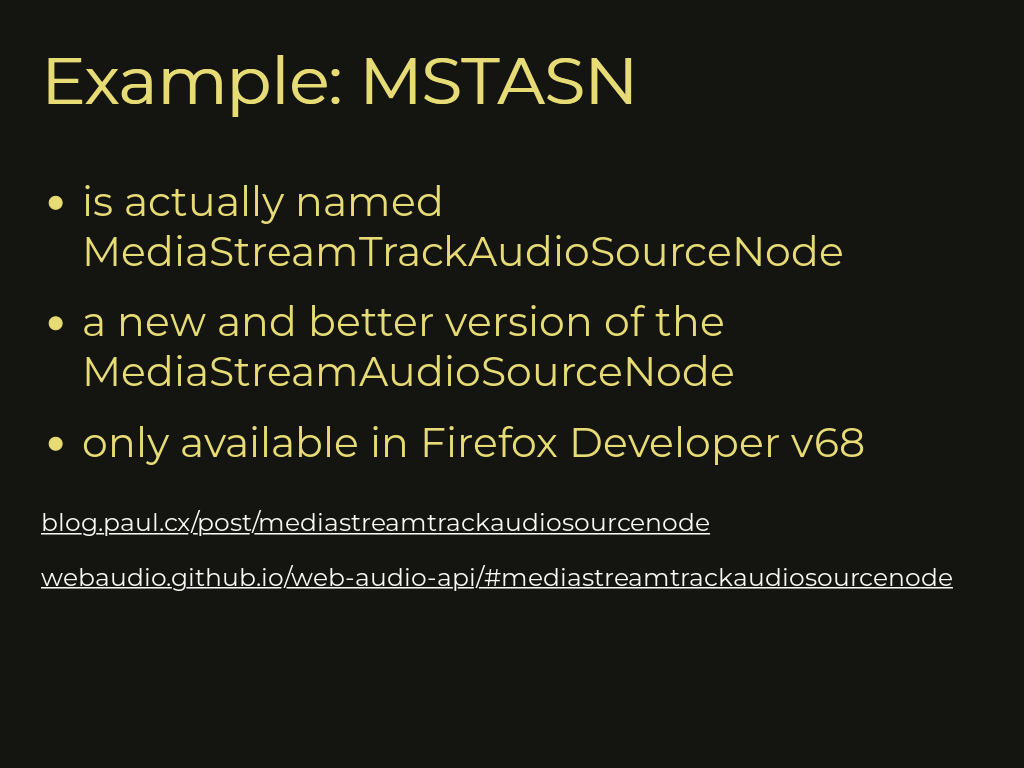 Example: MSTASN
• is actually named
MediaStreamTrackAudioSourceNode
• a new and better version of the
MediaStreamAudioSourceNode
• only available in Firefox Developer v68
blog.paul.cx/post/mediastreamtrackaudiosourcenode
webaudio.github.io/web-audio-api/#mediastreamtrackaudiosourcenode